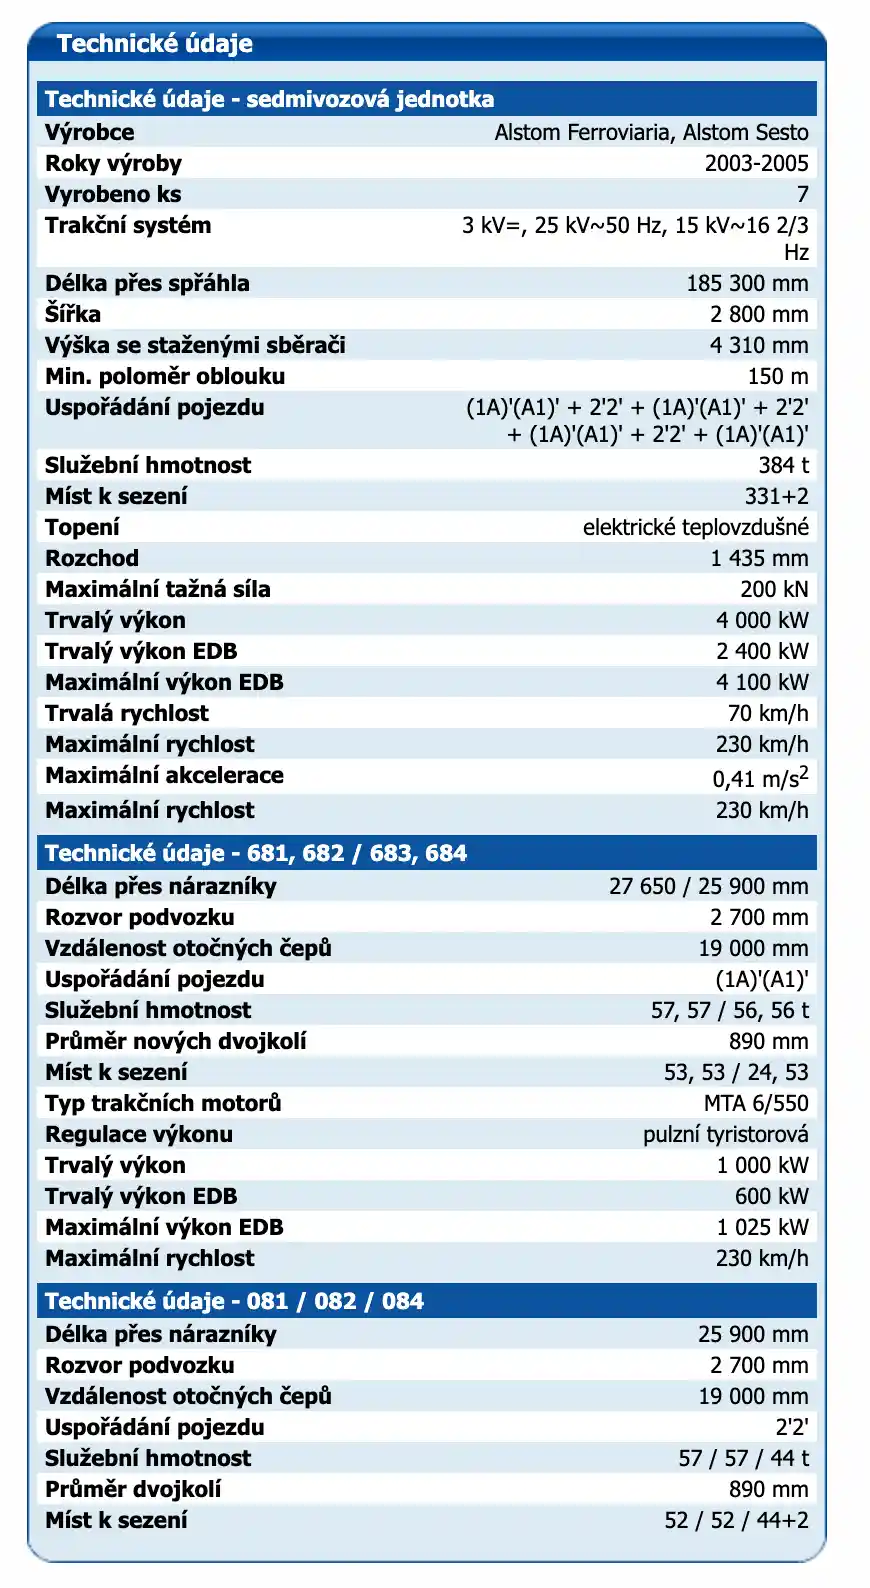 Technické údaje
Technické údaje - sedmivozová jednotka
Výrobce Alstom Ferroviaria, Alstom Sesto
Roky výroby 2003-2005
Vyrobeno ks 7
Trakční systém 3 kV=, 25 kV~50 Hz, 15 kV~16 2/3
Hz
Délka přes spřáhla 185 300 mm
Šířka 2 800 mm
Výška se staženými sběrači 4 310 mm
Min. poloměr oblouku 150 m
Uspořádání pojezdu (1A)'(A1)' + 2'2' + (1A)'(A1)' + 2'2'
+ (1A)'(A1)' + 2'2' + (1A)'(A1)'
Služební hmotnost 384 t
Míst k sezení 331+2
Topení elektrické teplovzdušné
Rozchod 1 435 mm
Maximální tažná síla 200 kN
Trvalý výkon 4 000 kW
Trvalý výkon EDB 2 400 kW
Maximální výkon EDB 4 100 kW
Trvalá rychlost 70 km/h
Maximální rychlost 230 km/h
Maximální akcelerace 0,41 m/s²
Maximální rychlost 230 km/h
Technické údaje - 681, 682 / 683, 684
Délka přes nárazníky 27 650 / 25 900 mm
Rozvor podvozku 2 700 mm
Vzdálenost otočných čepů 19 000 mm
Uspořádání pojezdu (1A)'(A1)'
Služební hmotnost 57, 57 / 56, 56 t
Průměr nových dvojkolí 890 mm
Míst k sezení 53, 53 / 24, 53
Typ trakčních motorů MTA 6/550
Regulace výkonu pulzní tyristorová
Trvalý výkon 1 000 kW
Trvalý výkon EDB 600 kW
Maximální výkon EDB 1 025 kW
Maximální rychlost 230 km/h
Technické údaje - 081 / 082 / 084
Délka přes nárazníky 25 900 mm
Rozvor podvozku 2 700 mm
Vzdálenost otočných čepů 19 000 mm
Uspořádání pojezdu 2'2'
Služební hmotnost 57 / 57 / 44 t
Průměr dvojkolí 890 mm
Míst k sezení 52 / 52 / 44+2